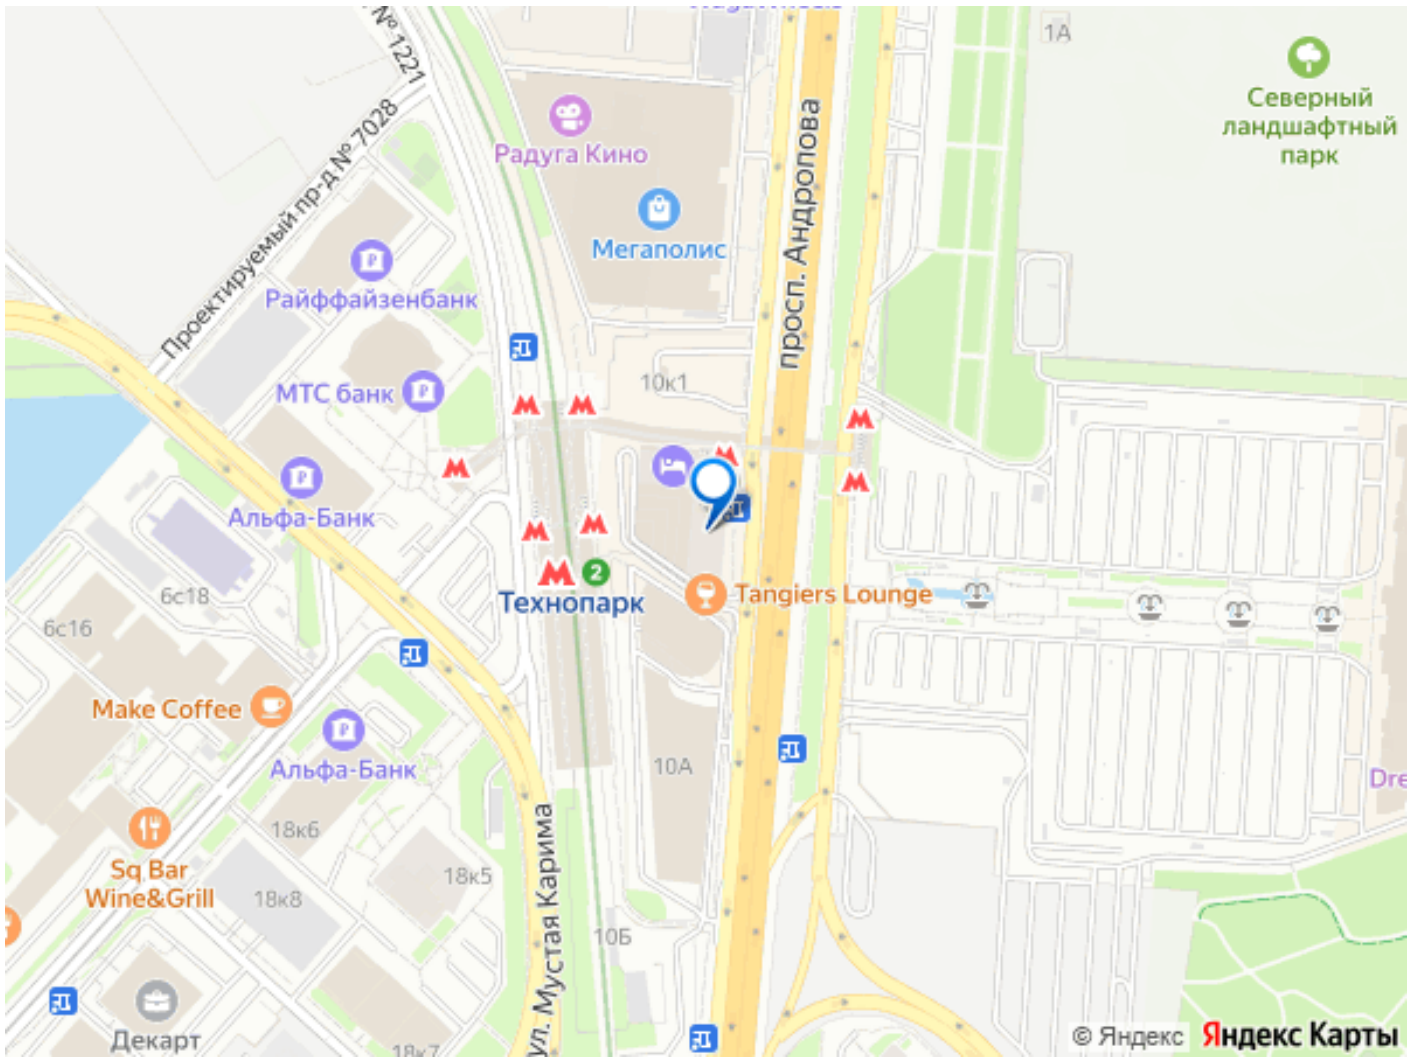 № 1221
1А
Северный
ландшафтный
парк
Проектируемый пр-д № 7028
Радуга Кино
просп. Андропова
Мегаполис
Райффайзенбанк
10к1
МТС банк
Альфа-Банк
2
Технопарк
Tangiers Lounge
6с18
6с16
Make Coffee
Альфа-Банк
10А
Dre
18к6
Sq Bar
Wine&Grill
18к5
18к8
ул. Мустая Карима
10Б
Декарт
18к7
© Яндекс
Яндекс Карты